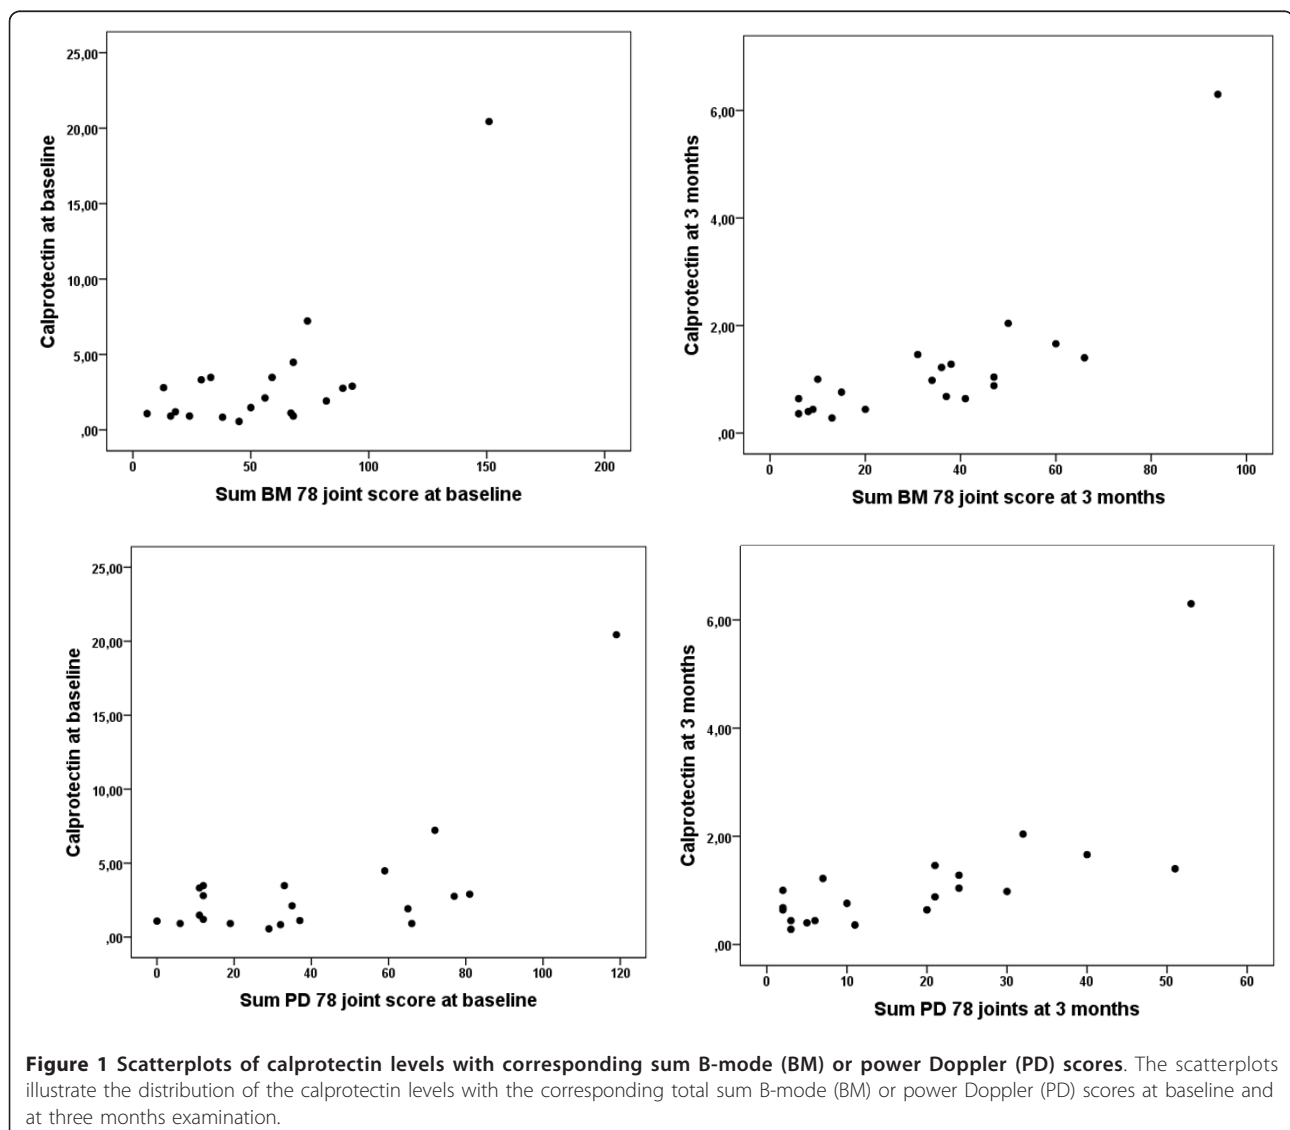 25,00
20,00
15,00
10,00
5,00
,00
Calprotectin at baseline
0 50 100 150 200
Sum BM 78 joint score at baseline
6,00
4,00
2,00
,00
Calprotectin at 3 months
0 20 40 60 80 100
Sum BM 78 joint score at 3 months
25,00
20,00
15,00
10,00
5,00
,00
Calprotectin at baseline
0 20 40 60 80 100 120
Sum PD 78 joint score at baseline
6,00
4,00
2,00
,00
Calprotectin at 3 months
0 10 20 30 40 50 60
Sum PD 78 joints at 3 months
Figure 1 Scatterplots of calprotectin levels with corresponding sum B-mode (BM) or power Doppler (PD) scores. The scatterplots
illustrate the distribution of the calprotectin levels with the corresponding total sum B-mode (BM) or power Doppler (PD) scores at baseline and
at three months examination.